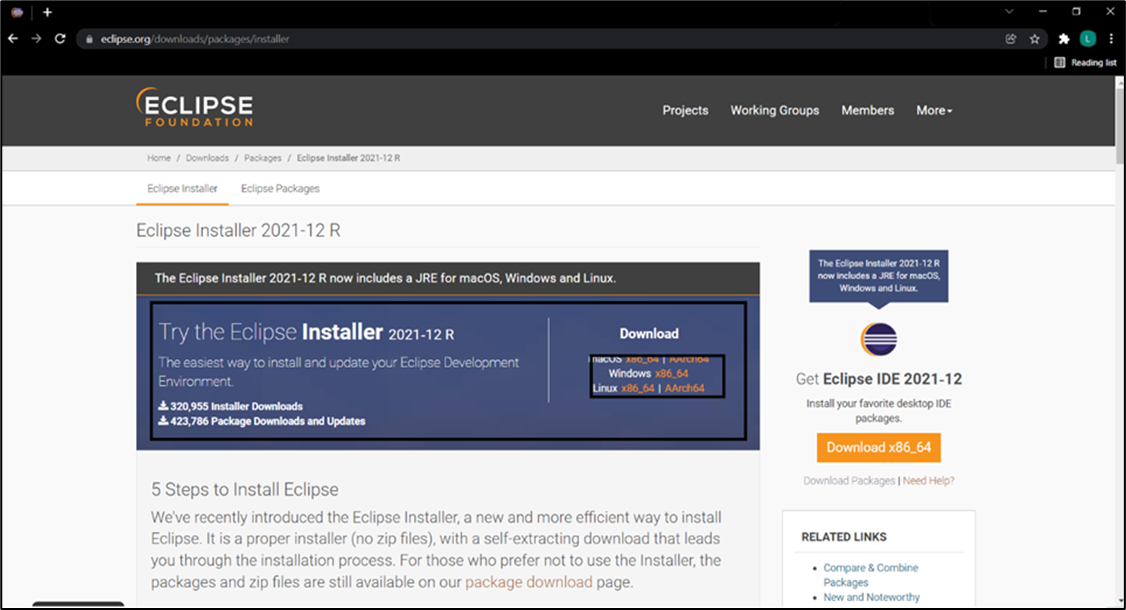 eclipse.org/downloads/packages/installer
L
Reading list
ECLIPSE
FOUNDATION
Projects Working Groups Members More
Home / Downloads / Packages / Eclipse Installer 2021-12 R
Eclipse Installer Eclipse Packages
Eclipse Installer 2021-12 R
The Eclipse Installer 2021-12 R now includes a JRE for macOS, Windows and Linux.
Try the Eclipse Installer 2021-12 R
The easiest way to install and update your Eclipse Development
Environment.
320,955 Installer Downloads
423,786 Package Downloads and Updates
Download
macOS x86_64 | AArch64
Windows x86_64
Linux x86_64 | AArch64
5 Steps to Install Eclipse
We've recently introduced the Eclipse Installer, a new and more efficient way to install
Eclipse. It is a proper installer (no zip files), with a self-extracting download that leads
you through the installation process. For those who prefer not to use the Installer, the
packages and zip files are still available on our package download page.
The Eclipse Installer 2021-12 R
now includes a JRE for macOS,
Windows and Linux.
Get Eclipse IDE 2021-12
Install your favorite desktop IDE
packages.
Download x86_64
Download Packages | Need Help?
RELATED LINKS
Compare & Combine
Packages
New and Noteworthy